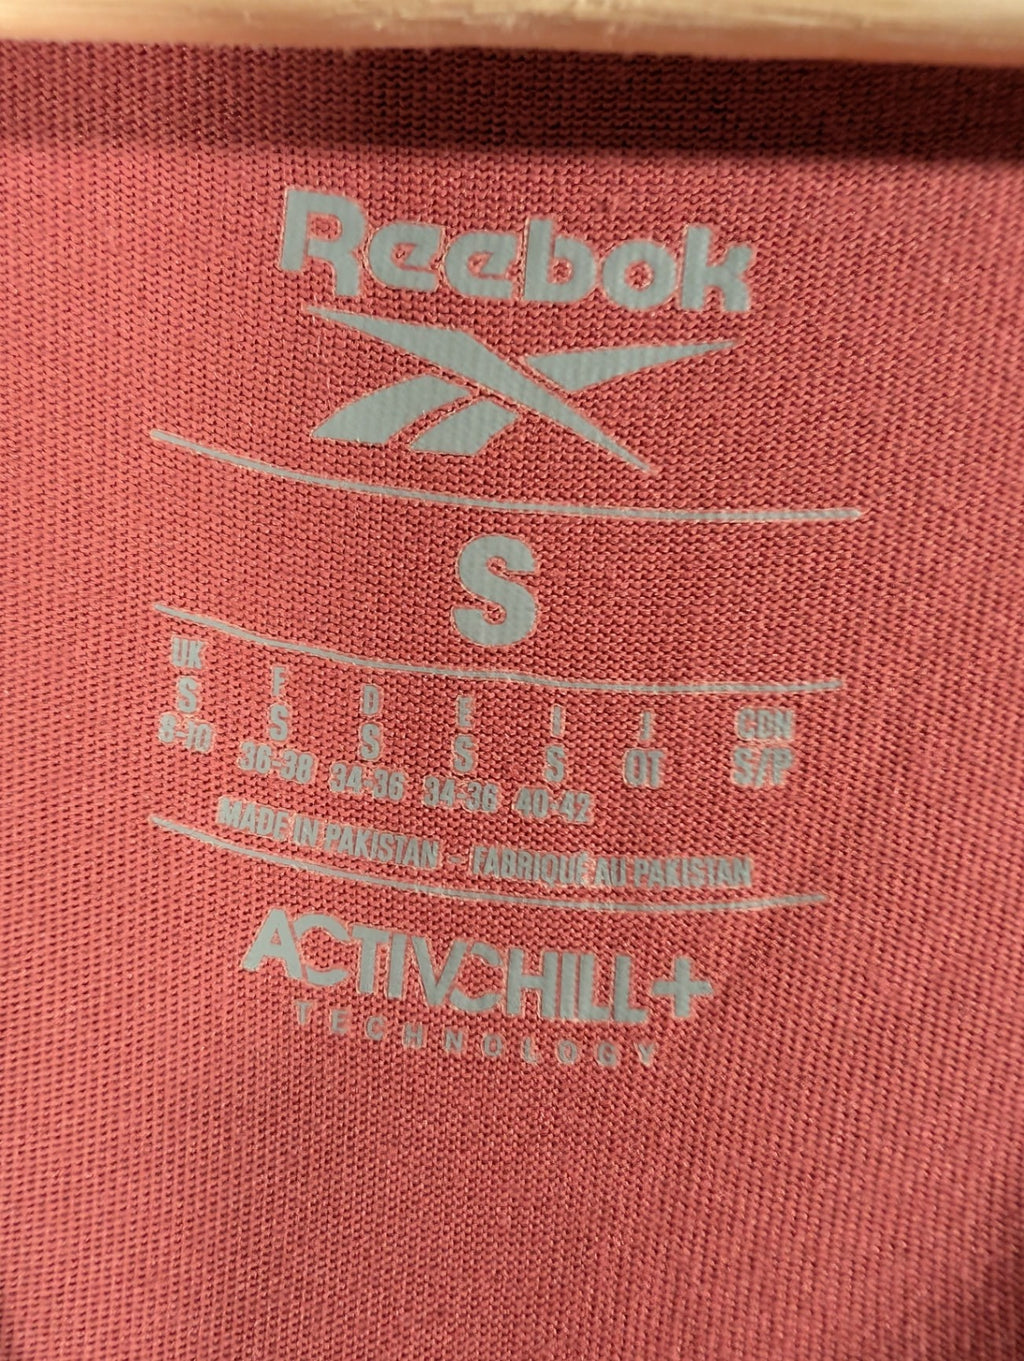 Reebok
S
UK F D E I J CDN
S S S S S OT S/P
8-10 36-38 34-36 34-36 40-42
MADE IN PAKISTAN - FABRIQUÉ AU PAKISTAN
ACTIVCHILL+
TECHNOLOGY